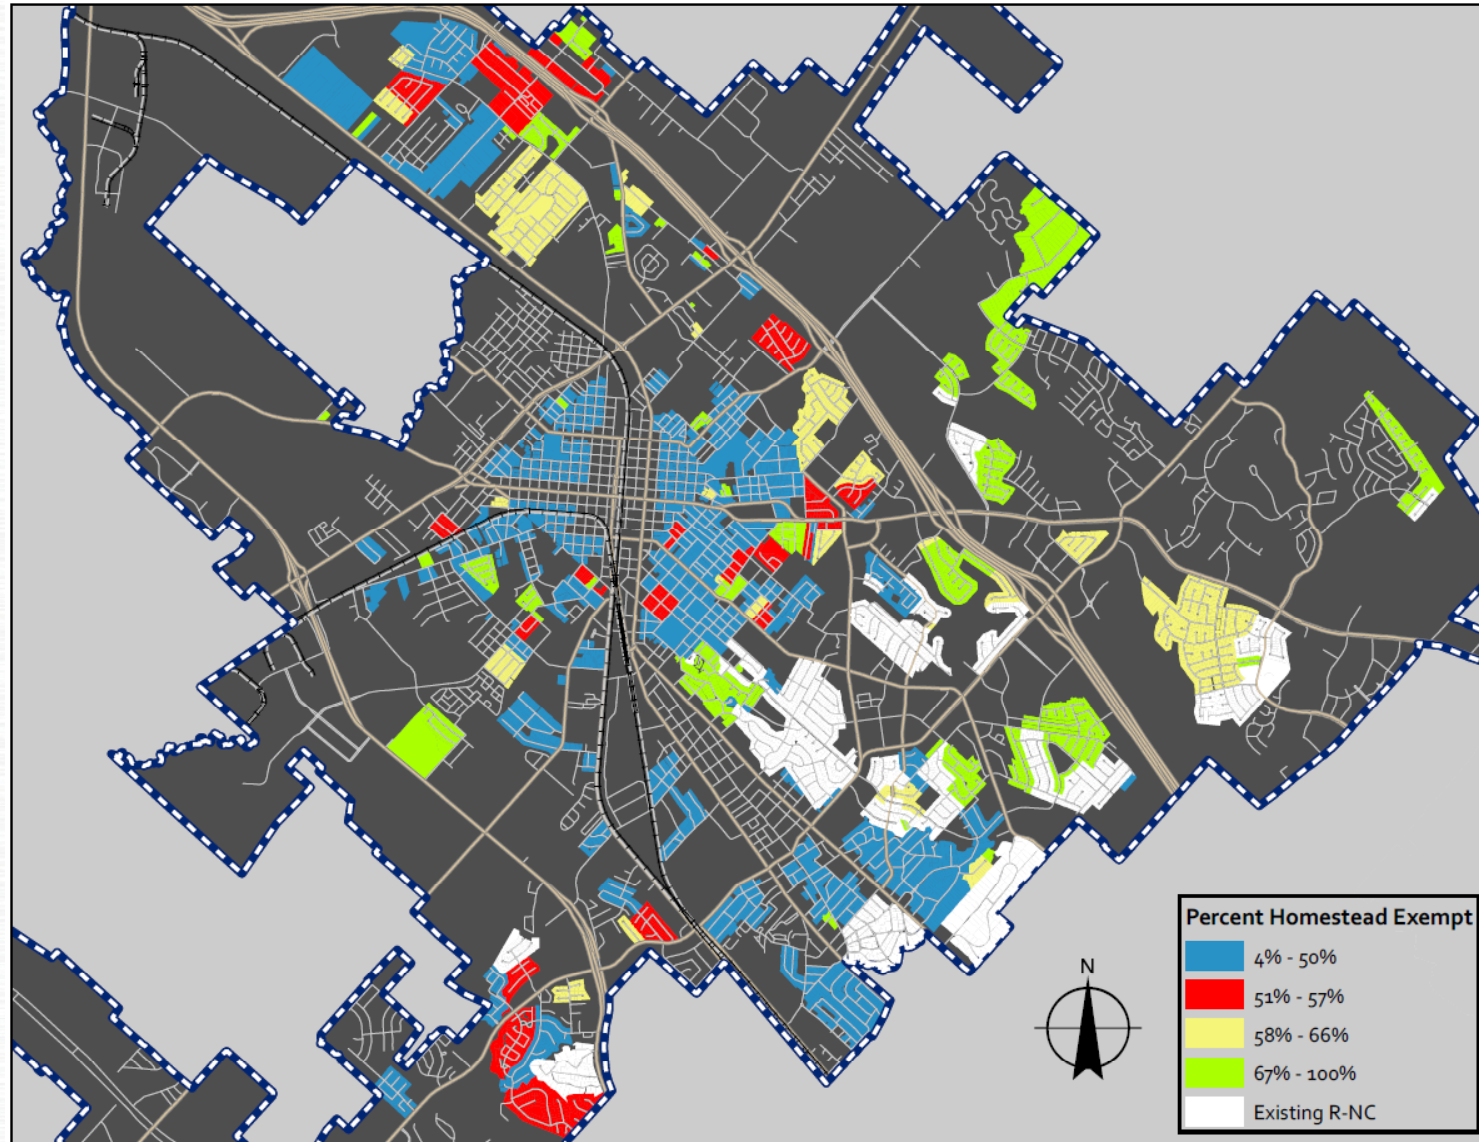 Percent Homestead Exempt
4% - 50%
51% - 57%
58% - 66%
67% - 100%
Existing R-NC
N